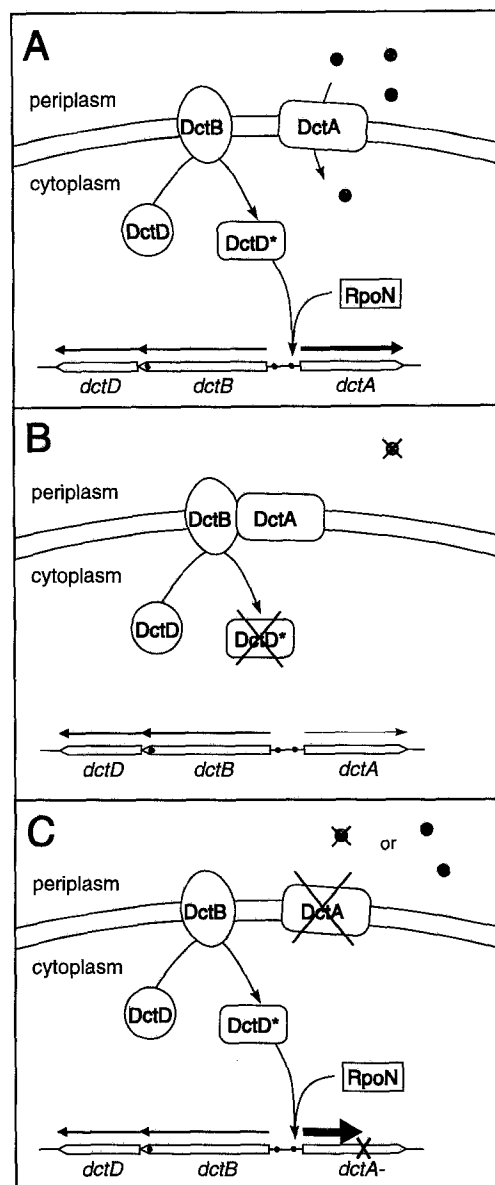 A
periplasm
DctB
DctA
cytoplasm
DctD
DctD*
RpoN
dctD
dctB
dctA
B
periplasm
DctB
DctA
cytoplasm
DctD
DctD*
dctD
dctB
dctA
C
or
periplasm
DctB
DctA
cytoplasm
DctD
DctD*
RpoN
dctD
dctB
dctA-